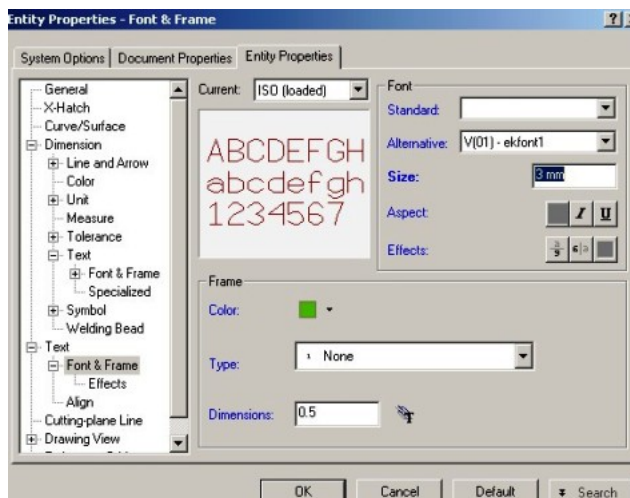 Entity Properties - Font & Frame
System Options
Document Properties
Entity Properties
General
X-Hatch
Curve/Surface
Dimension
Line and Arrow
Color
Unit
Measure
Tolerance
Text
Font & Frame
Specialized
Symbol
Welding Bead
Text
Font & Frame
Effects
Align
Cutting-plane Line
Drawing View
Current:
ISO (loaded)
ABCDEFGH
abcdefgh
1234567
Font
Standard:
Alternative:
V(01) - ekfont1
Size:
3 mm
Aspect:
I
U
Effects:
Frame
Color:
Type:
None
Dimensions:
0.5
OK
Cancel
Default
Search